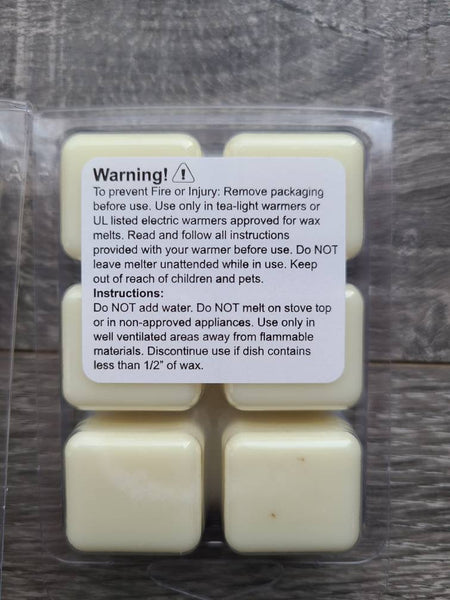 Warning!
To prevent Fire or Injury: Remove packaging
before use. Use only in tea-light warmers or
UL listed electric warmers approved for wax
melts. Read and follow all instructions
provided with your warmer before use. Do NOT
leave melter unattended while in use. Keep
out of reach of children and pets.
Instructions:
Do NOT add water. Do NOT melt on stove top
or in non-approved appliances. Use only in
well ventilated areas away from flammable
materials. Discontinue use if dish contains
less than 1/2" of wax.